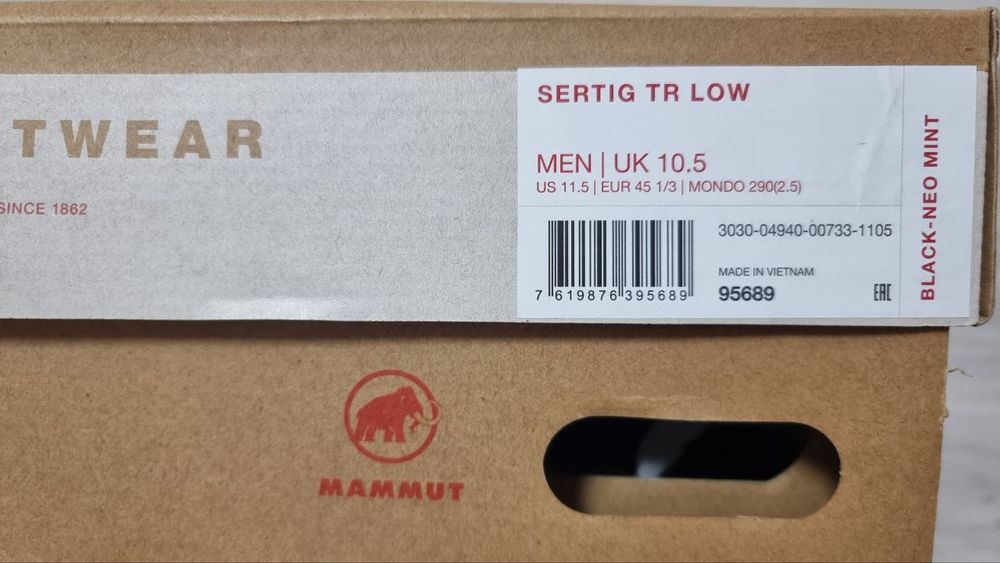 TWEAR
SINCE 1862
SERTIG TR LOW
MEN | UK 10.5
US 11.5 | EUR 45 1/3 | MONDO 290(2.5)
3030-04940-00733-1105
MADE IN VIETNAM
95689
EAC
7 619876 395689
BLACK-NEO MINT
MAMMUT